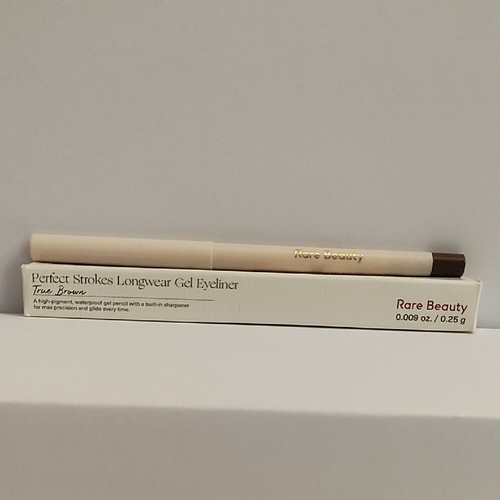 Rare Beauty
Perfect Strokes Longwear Gel Eyeliner
True Brown
A high-pigment, waterproof gel pencil with a built-in sharpener
for max precision and glide every time.
Rare Beauty
0.009 oz. / 0.25 g